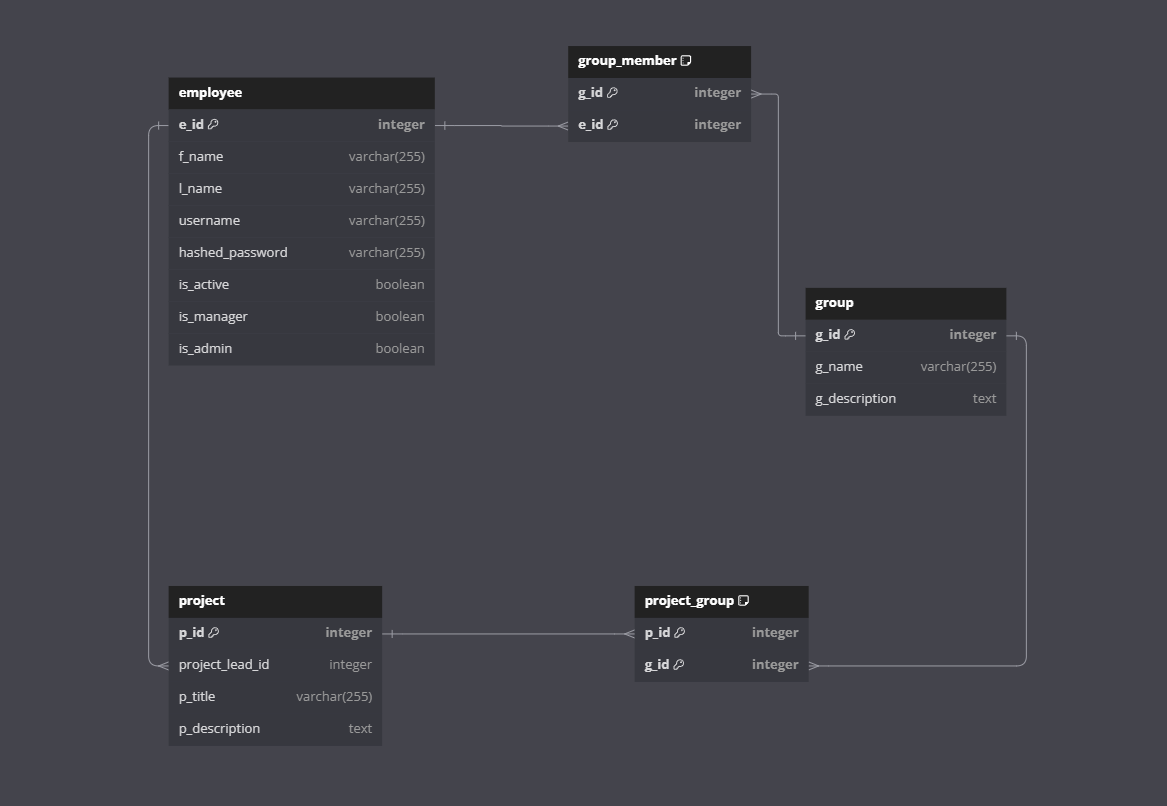 employee
e_id integer
f_name varchar(255)
l_name varchar(255)
username varchar(255)
hashed_password varchar(255)
is_active boolean
is_manager boolean
is_admin boolean
group_member
g_id integer
e_id integer
group
g_id integer
g_name varchar(255)
g_description text
project
p_id integer
project_lead_id integer
p_title varchar(255)
p_description text
project_group
p_id integer
g_id integer